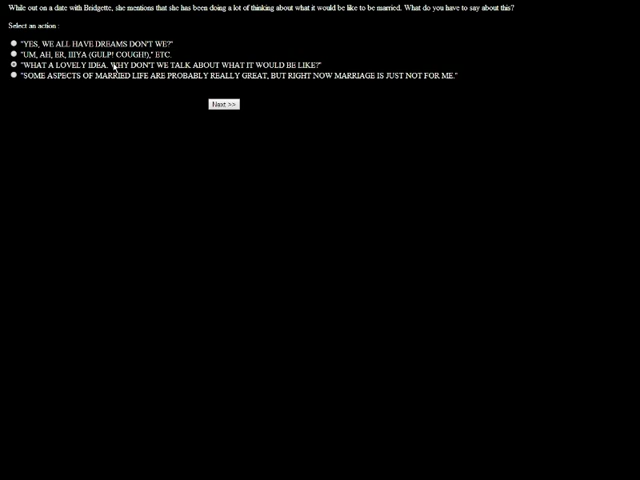 While out on a date with Bridgette, she mentions that she has been doing a lot of thinking about what it would be like to be married. What do you have to say about this?
Select an action :
"YES, WE ALL HAVE DREAMS DON'T WE?"
"UM, AH, ER, IIIYA (GULP! COUGH!)," ETC.
"WHAT A LOVELY IDEA. WHY DON'T WE TALK ABOUT WHAT IT WOULD BE LIKE?"
"SOME ASPECTS OF MARRIED LIFE ARE PROBABLY REALLY GREAT, BUT RIGHT NOW MARRIAGE IS JUST NOT FOR ME."
Next >>